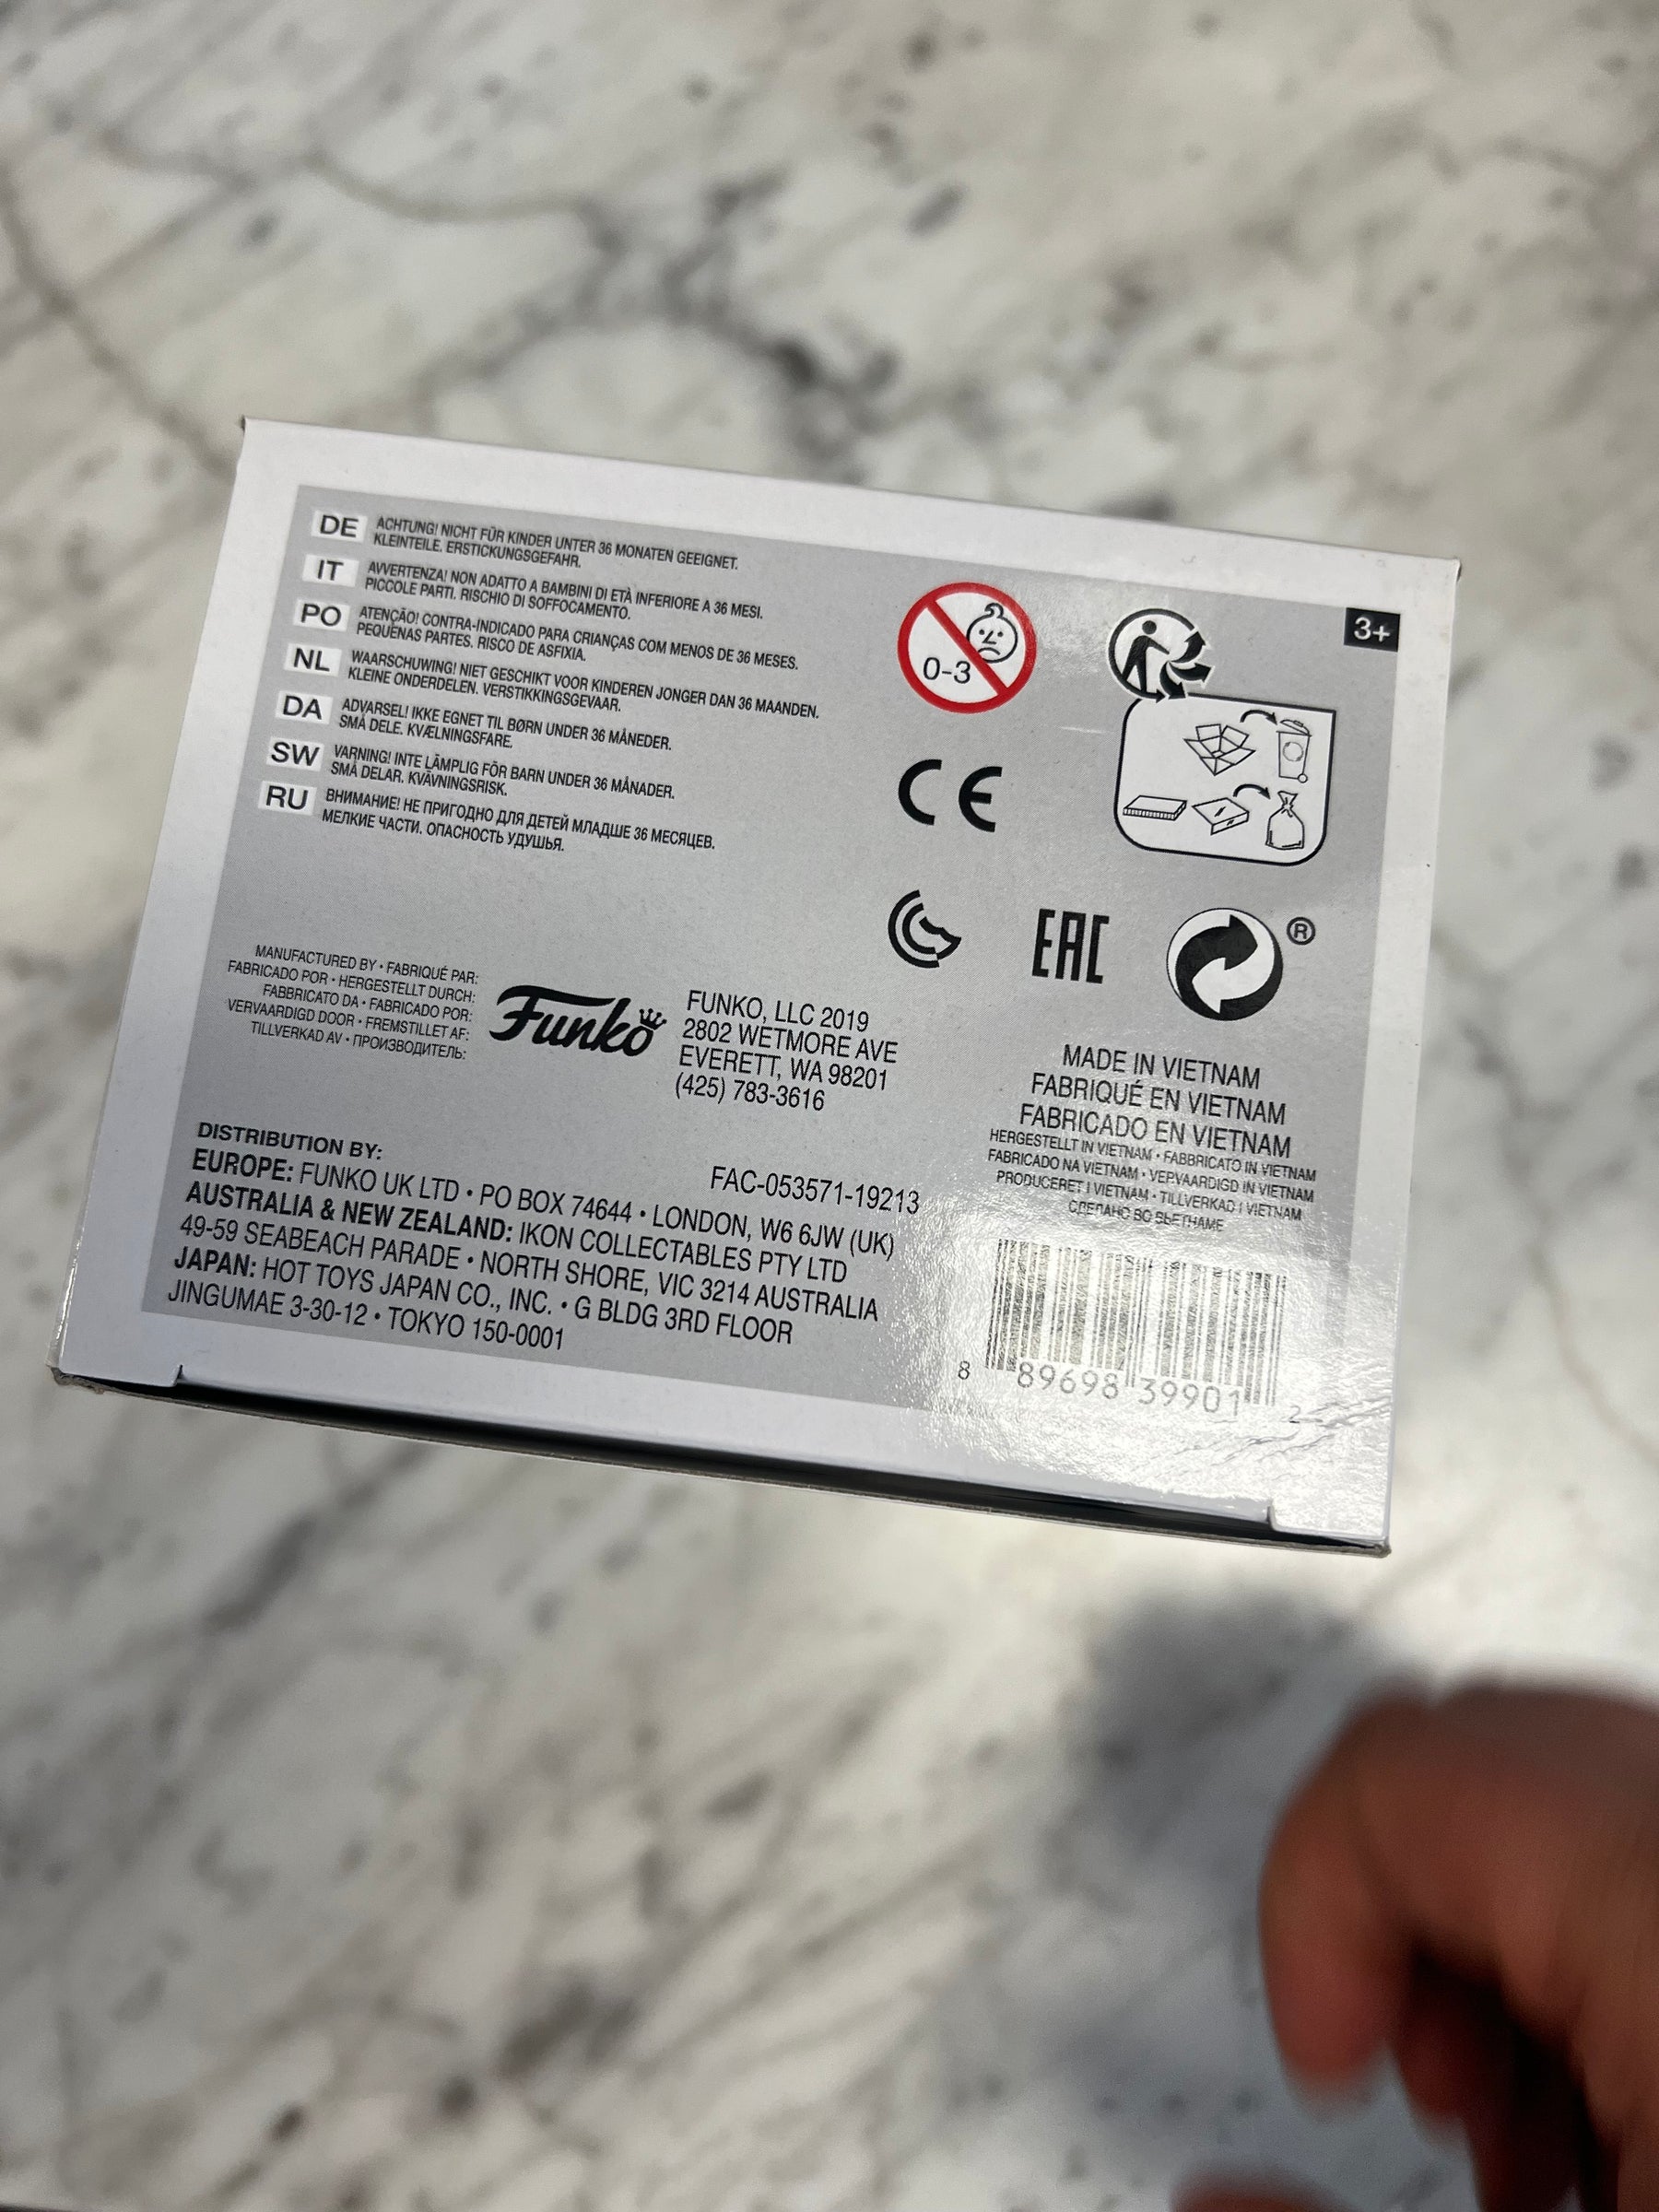 DE ACHTUNG! NICHT FÜR KINDER UNTER 36 MONATEN GEEIGNET.
KLEINTEILE. ERSTICKUNGSGEFAHR.
IT AVVERTENZA! NON ADATTO A BAMBINI DI ETÀ INFERIORE A 36 MESI.
PICCOLE PARTI. RISCHIO DI SOFFOCAMENTO.
PO ATENÇÃO! CONTRA-INDICADO PARA CRIANÇAS COM MENOS DE 36 MESES.
PEQUENAS PARTES. RISCO DE ASFIXIA.
NL WAARSCHUWING! NIET GESCHIKT VOOR KINDEREN JONGER DAN 36 MAANDEN.
KLEINE ONDERDELEN. VERSTIKKINGSGEVAAR.
DA ADVARSEL! IKKE EGNET TIL BØRN UNDER 36 MÅNEDER.
SMÅ DELE. KVÆLNINGSFARE.
SW VARNING! INTE LÄMPLIG FÖR BARN UNDER 36 MÅNADER.
SMÅ DELAR. KVÄVNINGSRISK.
RU ВНИМАНИЕ! НЕ ПРИГОДНО ДЛЯ ДЕТЕЙ МЛАДШЕ 36 МЕСЯЦЕВ.
МЕЛКИЕ ЧАСТИ. ОПАСНОСТЬ УДУШЬЯ.
0-3
3+
CE
EAC
®
MANUFACTURED BY • FABRIQUÉ PAR:
FABRICADO POR • HERGESTELLT DURCH:
FABBRICATO DA • FABRICADO POR:
VERVAARDIGD DOOR • FREMSTILLET AF:
TILLVERKAD AV • ПРОИЗВОДИТЕЛЬ:
Funko
FUNKO, LLC 2019
2802 WETMORE AVE
EVERETT, WA 98201
(425) 783-3616
MADE IN VIETNAM
FABRIQUÉ EN VIETNAM
FABRICADO EN VIETNAM
HERGESTELLT IN VIETNAM • FABBRICATO IN VIETNAM
FABRICADO NA VIETNAM • VERVAARDIGD IN VIETNAM
PRODUCERET I VIETNAM • TILLVERKAD I VIETNAM
СДЕЛАНО ВО ВЬЕТНАМЕ
FAC-053571-19213
DISTRIBUTION BY:
EUROPE: FUNKO UK LTD • PO BOX 74644 • LONDON, W6 6JW (UK)
AUSTRALIA & NEW ZEALAND: IKON COLLECTABLES PTY LTD
49-59 SEABEACH PARADE • NORTH SHORE, VIC 3214 AUSTRALIA
JAPAN: HOT TOYS JAPAN CO., INC. • G BLDG 3RD FLOOR
JINGUMAE 3-30-12 • TOKYO 150-0001
8 89698 39901 2